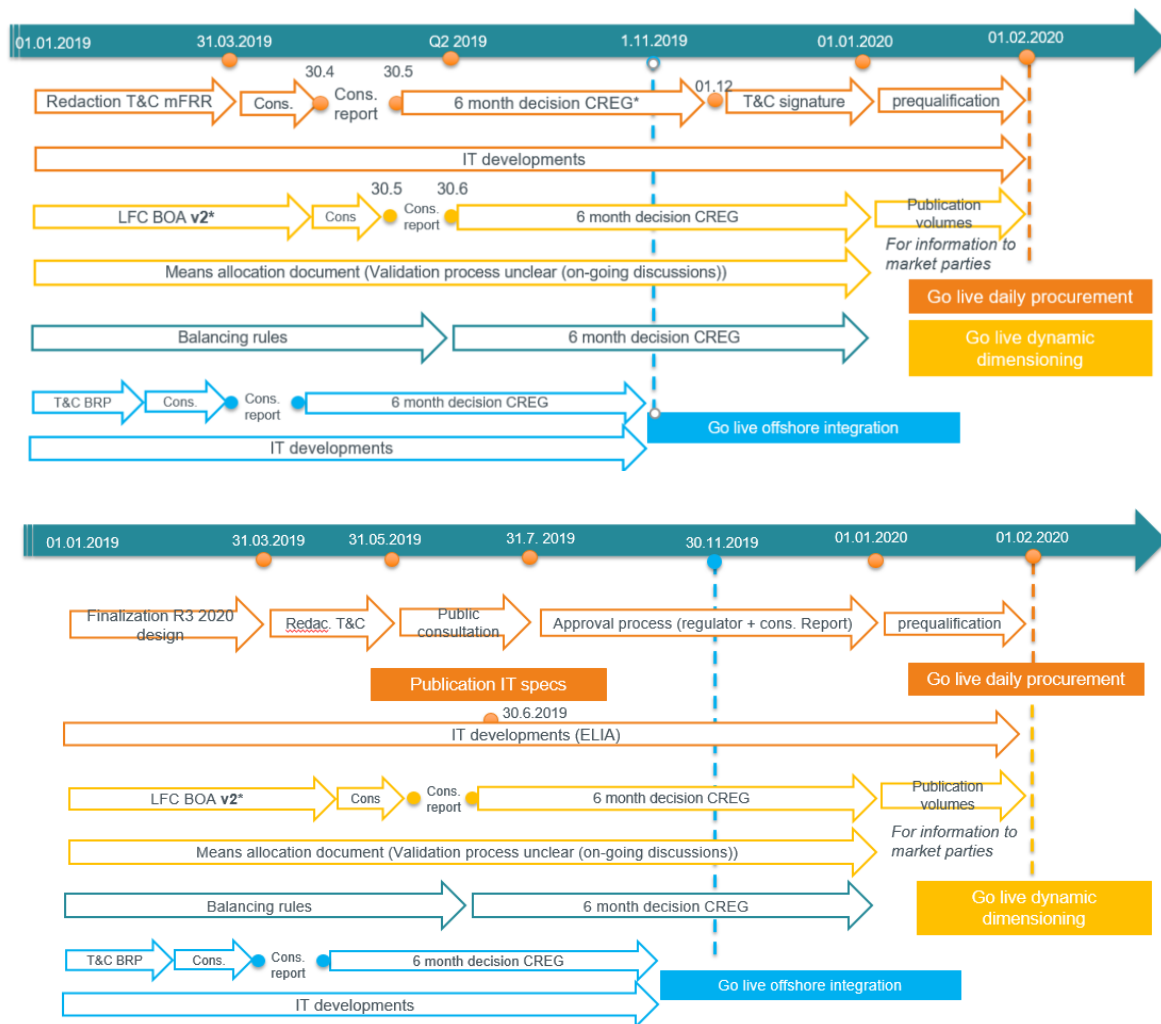 01.01.2019
31.03.2019
Q2 2019
1.11.2019
01.01.2020
01.02.2020
30.4
30.5
01.12
Redaction T&C mFRR
Cons.
Cons.
report
6 month decision CREG*
T&C signature
prequalification
IT developments
30.5
30.6
LFC BOA v2*
Cons
Cons.
report
6 month decision CREG
Publication
volumes
For information to
market parties
Means allocation document (Validation process unclear (on-going discussions))
Go live daily procurement
Balancing rules
6 month decision CREG
Go live dynamic
dimensioning
T&C BRP
Cons.
Cons.
report
6 month decision CREG
Go live offshore integration
IT developments
01.01.2019
31.03.2019
31.05.2019
31.7. 2019
30.11.2019
01.01.2020
01.02.2020
Finalization R3 2020
design
Redac. T&C
Public
consultation
Approval process (regulator + cons. Report)
prequalification
Publication IT specs
Go live daily procurement
30.6.2019
IT developments (ELIA)
LFC BOA v2*
Cons
Cons.
report
6 month decision CREG
Publication
volumes
For information to
market parties
Means allocation document (Validation process unclear (on-going discussions))
Balancing rules
6 month decision CREG
Go live dynamic
dimensioning
T&C BRP
Cons.
Cons.
report
6 month decision CREG
Go live offshore integration
IT developments